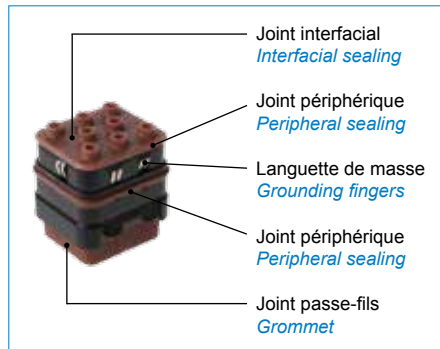 Joint interfacial
Interfacial sealing
Joint périphérique
Peripheral sealing
Languette de masse
Grounding fingers
Joint périphérique
Peripheral sealing
Joint passe-fils
Grommet